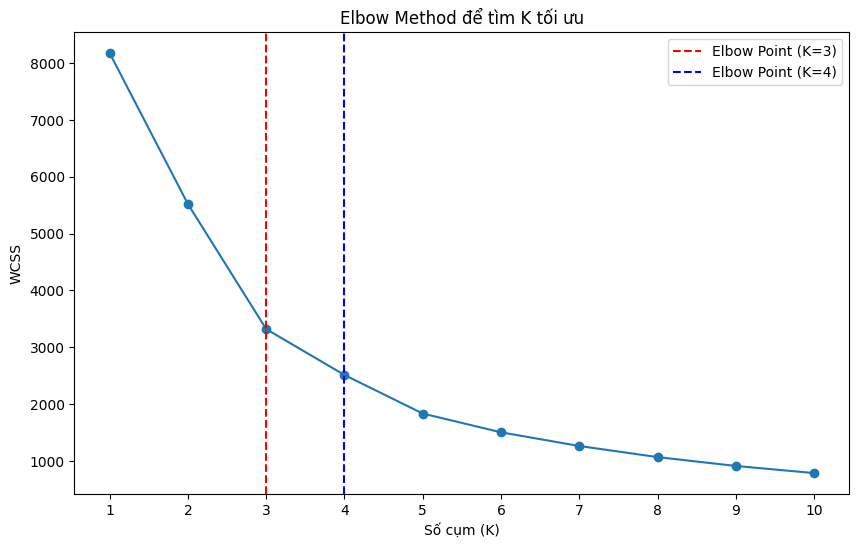 Elbow Method để tìm K tối ưu
Elbow Point (K=3)
Elbow Point (K=4)
8000
7000
6000
5000
4000
3000
2000
1000
WCSS
1 2 3 4 5 6 7 8 9 10
Số cụm (K)